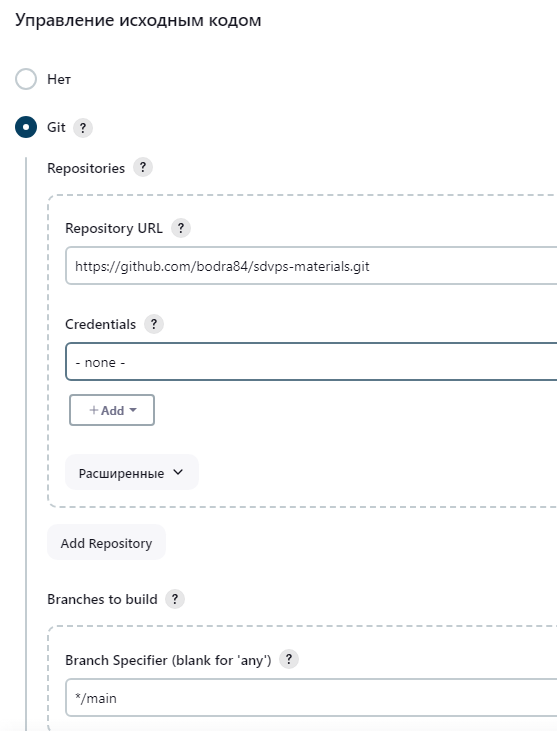 Управление исходным кодом
Нет
Git ?
Repositories ?
Repository URL ?
https://github.com/bodra84/sdvps-materials.git
Credentials ?
- none -
+ Add
Расширенные
Add Repository
Branches to build ?
Branch Specifier (blank for 'any') ?
*/main